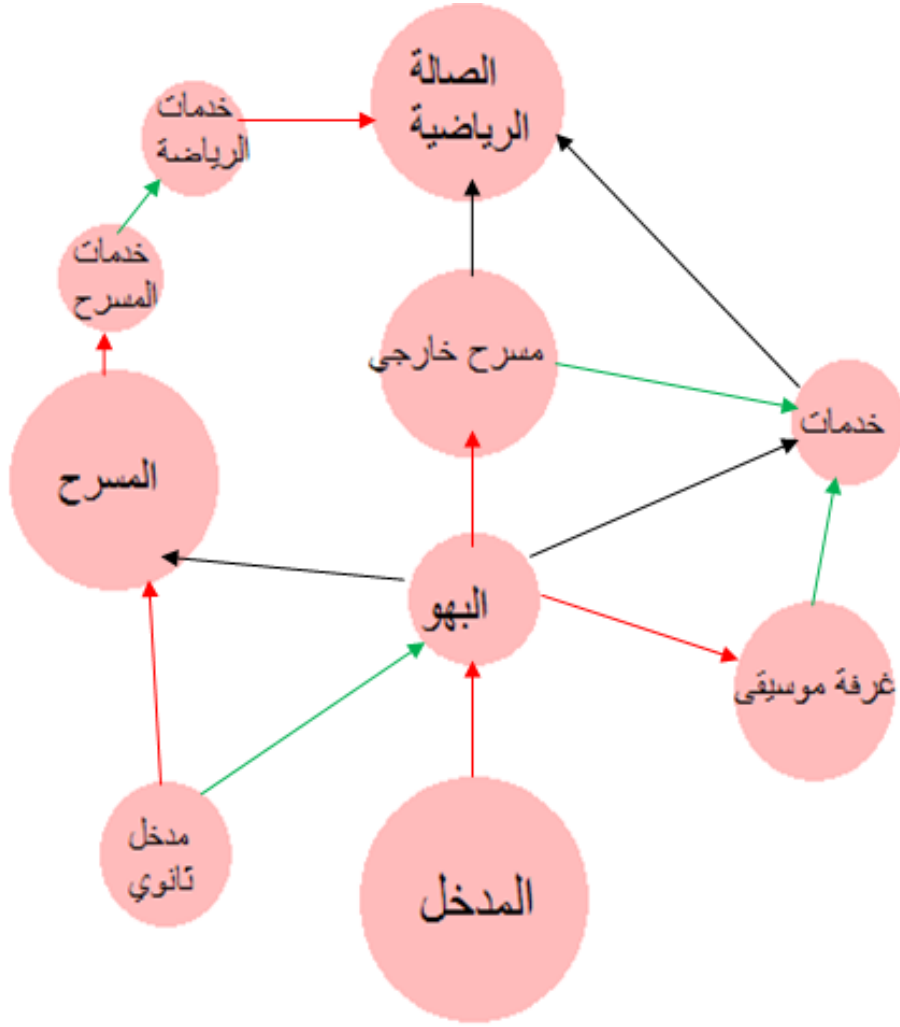 الصالة
الرياضية
خدمات
الرياضة
خدمات
المسرح
مسرح خارجي
خدمات
المسرح
البهو
غرفة موسيقى
مدخل
ثانوي
المدخل